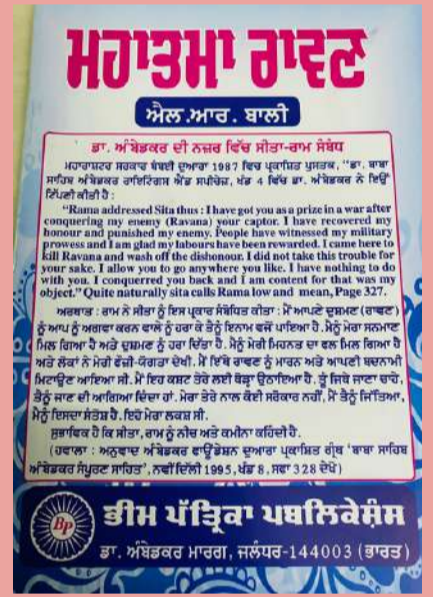 ਮਹਾਤਮਾ ਰਾਵਣ
ਐਲ.ਆਰ. ਬਾਲੀ
ਡਾ. ਅੰਬੇਡਕਰ ਦੀ ਨਜ਼ਰ ਵਿੱਚ ਸੀਤਾ-ਰਾਮ ਸੰਬੰਧ
ਮਹਾਰਾਸ਼ਟਰ ਸਰਕਾਰ ਬੰਬਈ ਦੁਆਰਾ 1987 ਵਿਚ ਪ੍ਰਕਾਸ਼ਿਤ ਪੁਸਤਕ, "ਡਾ. ਬਾਬਾ
ਸਾਹਿਬ ਅੰਬੇਡਕਰ ਰਾਇਟਿੰਗਸ ਐਂਡ ਸਪੀਚੇਜ਼, ਖੰਡ 4 ਵਿੱਚ ਡਾ. ਅੰਬੇਡਕਰ ਨੇ ਇਉਂ
ਟਿੱਪਣੀ ਕੀਤੀ ਹੈ :
"Rama addressed Sita thus : I have got you as a prize in a war after
conquering my enemy (Ravana) your captor. I have recovered my
honour and punished my enemy. People have witnessed my military
prowess and I am glad my labours have been rewarded. I came here to
kill Ravana and wash off the dishonour. I did not take this trouble for
your sake. I allow you to go anywhere you like. I have nothing to do
with you. I conquerred you back and I am content for that was my
object." Quite naturally sita calls Rama low and mean, Page 327.
ਅਰਥਾਤ : ਰਾਮ ਨੇ ਸੀਤਾ ਨੂੰ ਇਸ ਪ੍ਰਕਾਰ ਸੰਬੋਧਿਤ ਕੀਤਾ : ਮੈਂ ਆਪਣੇ ਦੁਸ਼ਮਣ (ਰਾਵਣ)
ਨੂੰ ਆਪ ਨੂੰ ਅਗਵਾ ਕਰਨ ਵਾਲੇ ਨੂੰ ਹਰਾ ਕੇ ਤੈਨੂੰ ਇਨਾਮ ਵਲੋਂ ਪਾਇਆ ਹੈ. ਮੈਨੂੰ ਮੇਰਾ ਸਨਮਾਣ
ਮਿਲ ਗਿਆ ਹੈ ਅਤੇ ਦੁਸ਼ਮਣ ਨੂੰ ਹਰਾ ਦਿੱਤਾ ਹੈ. ਮੈਨੂੰ ਮੇਰੀ ਮਿਹਨਤ ਦਾ ਫਲ ਮਿਲ ਗਿਆ ਹੈ
ਅਤੇ ਲੋਕਾਂ ਨੇ ਮੇਰੀ ਫੌਜ਼ੀ-ਯੋਗਤਾ ਦੇਖੀ. ਮੈਂ ਇੱਥੇ ਰਾਵਣ ਨੂੰ ਮਾਰਨ ਅਤੇ ਆਪਣੀ ਬਦਨਾਮੀ
ਮਿਟਾਉਣ ਆਇਆ ਸੀ. ਮੈਂ ਇਹ ਕਸ਼ਟ ਤੇਰੇ ਲਈ ਥੋੜਾ ਉਠਾਇਆ ਹੈ. ਤੂੰ ਜਿਥੇ ਜਾਣਾ ਚਾਹੇ,
ਤੈਨੂੰ ਜਾਣ ਦੀ ਆਗਿਆ ਦਿੰਦਾ ਹਾਂ. ਮੇਰਾ ਤੇਰੇ ਨਾਲ ਕੋਈ ਸਰੋਕਾਰ ਨਹੀਂ, ਮੈਂ ਤੈਨੂੰ ਜਿੱਤਿਆ,
ਮੈਨੂੰ ਇਸਦਾ ਸੰਤੋਸ਼ ਹੈ. ਇਹੋ ਮੇਰਾ ਲਕਸ਼ ਸੀ.
ਸੁਭਾਵਿਕ ਹੈ ਕਿ ਸੀਤਾ, ਰਾਮ ਨੂੰ ਨੀਚ ਅਤੇ ਕਮੀਨਾ ਕਹਿੰਦੀ ਹੈ.
(ਹਵਾਲਾ : ਅਨੁਵਾਦ ਅੰਬੇਡਕਰ ਫਾਊਂਡੇਸ਼ਨ ਦੁਆਰਾ ਪ੍ਰਕਾਸ਼ਿਤ ਗ੍ਰੰਥ 'ਬਾਬਾ ਸਾਹਿਬ
ਅੰਬੇਡਕਰ ਸੰਪੂਰਣ ਸਾਹਿਤ', ਨਵੀਂ ਦਿੱਲੀ 1995, ਖੰਡ 8, ਸਫਾ 328 ਦੇਖੋ)
Bp
ਭੀਮ ਪੱਤ੍ਰਿਕਾ ਪਬਲਿਕੇਸ਼ੰਸ
ਡਾ. ਅੰਬੇਡਕਰ ਮਾਰਗ, ਜਲੰਧਰ-144003 (ਭਾਰਤ)